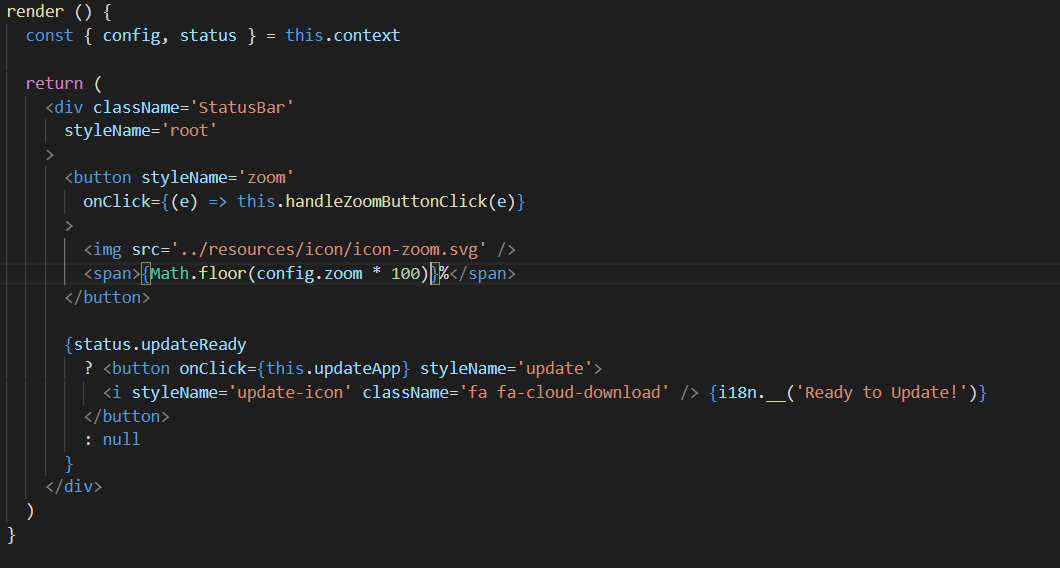 render () {
  const { config, status } = this.context

  return (
    <div className='StatusBar'
      styleName='root'
    >
      <button styleName='zoom'
        onClick={(e) => this.handleZoomButtonClick(e)}
      >
        <img src='../resources/icon/icon-zoom.svg' />
        <span>{Math.floor(config.zoom * 100)}%</span>
      </button>

      {status.updateReady
        ? <button onClick={this.updateApp} styleName='update'>
          <i styleName='update-icon' className='fa fa-cloud-download' /> {i18n.__('Ready to Update!')}
        </button>
        : null
      }
    </div>
  )
}